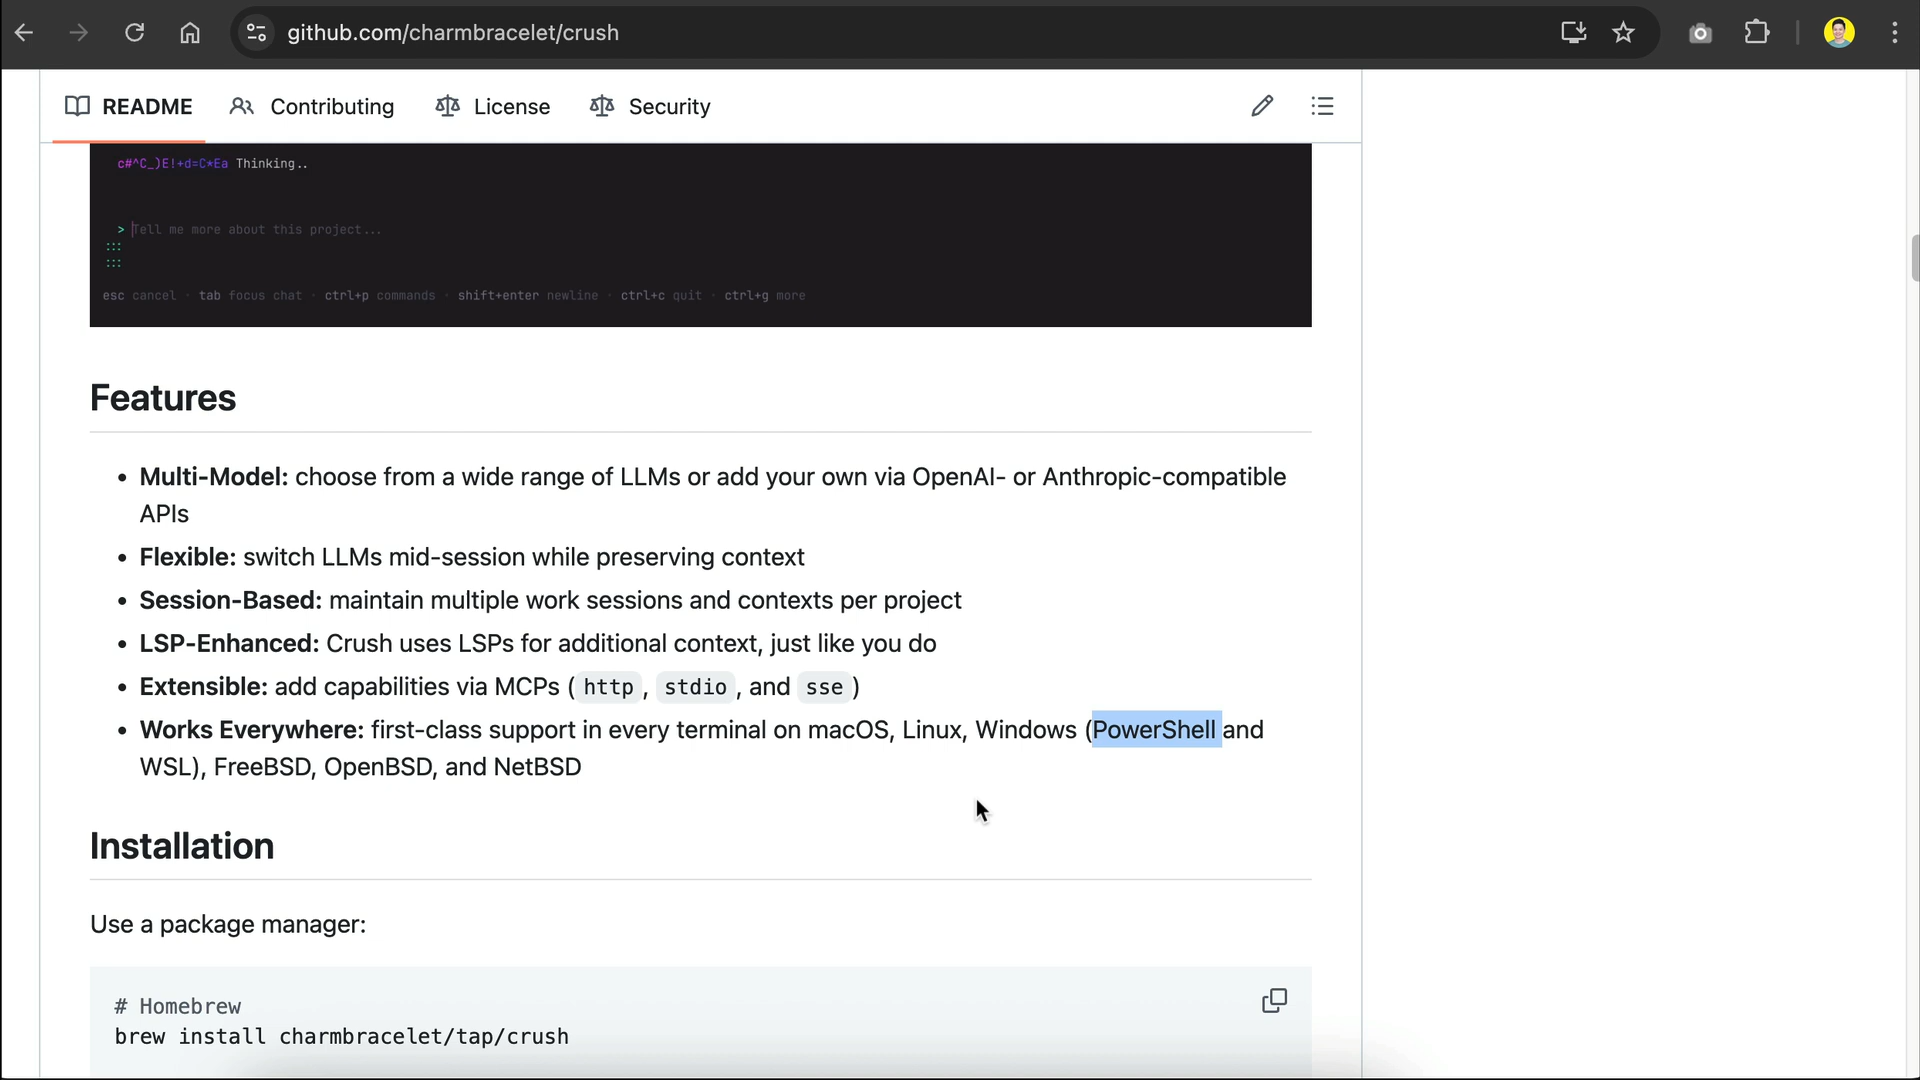 github.com/charmbracelet/crush
README Contributing License Security
c#^C_)E!+d=C*Ea Thinking..
> Tell me more about this project...
:::
:::
esc cancel · tab focus chat · ctrl+p commands · shift+enter newline · ctrl+c quit · ctrl+g more
Features
• Multi-Model: choose from a wide range of LLMs or add your own via OpenAI- or Anthropic-compatible
APIs
• Flexible: switch LLMs mid-session while preserving context
• Session-Based: maintain multiple work sessions and contexts per project
• LSP-Enhanced: Crush uses LSPs for additional context, just like you do
• Extensible: add capabilities via MCPs (http, stdio, and sse)
• Works Everywhere: first-class support in every terminal on macOS, Linux, Windows (PowerShell and
WSL), FreeBSD, OpenBSD, and NetBSD
Installation
Use a package manager:
# Homebrew
brew install charmbracelet/tap/crush